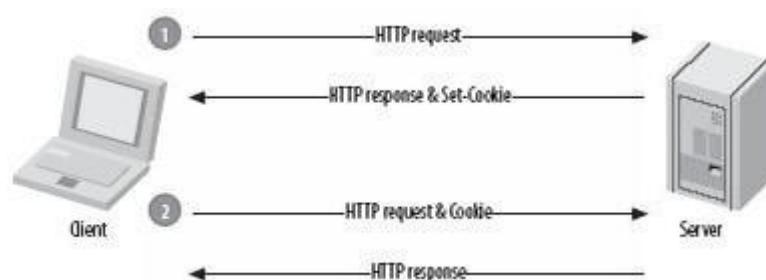 1
HTTP request
HTTP response & Set-Cookie
2
HTTP request & Cookie
Client
Server
HTTP response